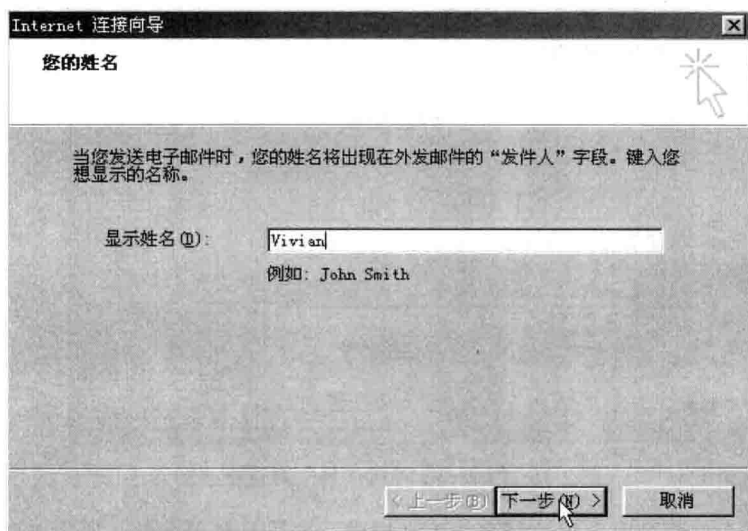 Internet 连接向导
您的姓名
当您发送电子邮件时，您的姓名将出现在外发邮件的“发件人”字段。键入您
想显示的名称。
显示姓名(D)： Vivian
例如: John Smith
< 上一步(B) 下一步(N) > 取消